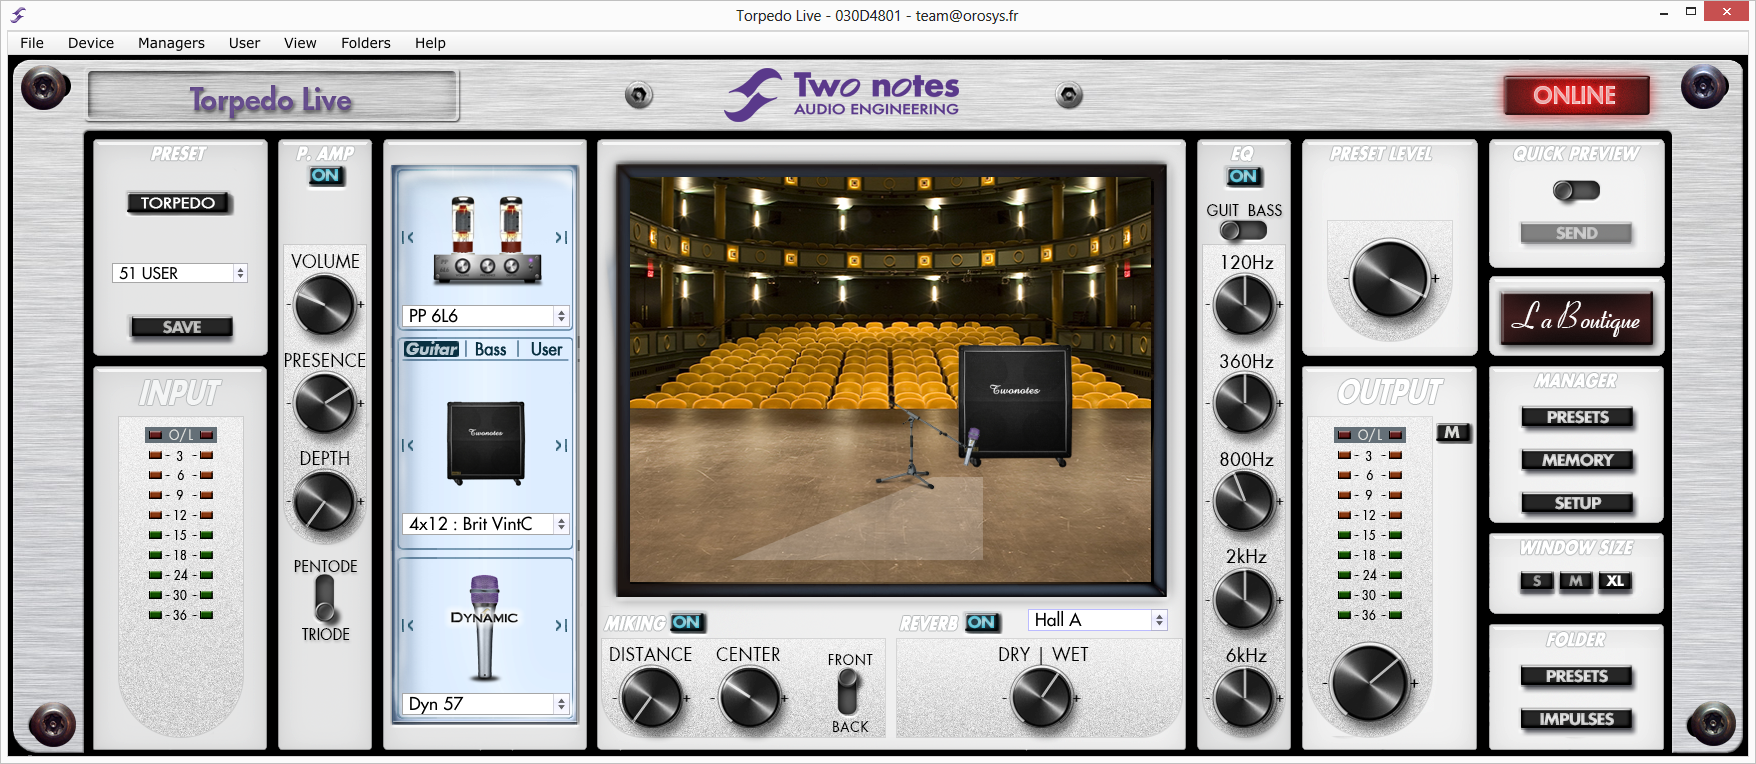 Torpedo Live - 030D4801 - team@orosys.fr
File Device Managers User View Folders Help
Torpedo Live
Two notes
AUDIO ENGINEERING
ONLINE
PRESET
TORPEDO
51 USER
SAVE
INPUT
O/L
- 3 -
- 6 -
- 9 -
- 12 -
- 15 -
- 18 -
- 24 -
- 30 -
- 36 -
P. AMP
ON
VOLUME
- +
PRESENCE
- +
DEPTH
- +
PENTODE
TRIODE
PP 6L6
Guitar | Bass | User
Twonotes
4x12 : Brit VintC
DYNAMIC
Dyn 57
Twonotes
MIKING ON
DISTANCE
- +
CENTER
- +
FRONT
BACK
REVERB ON
Hall A
DRY | WET
- +
EQ
ON
GUIT BASS
120Hz
- +
360Hz
- +
800Hz
- +
2kHz
- +
6kHz
- +
PRESET LEVEL
- +
OUTPUT
M
O/L
- 3 -
- 6 -
- 9 -
- 12 -
- 15 -
- 18 -
- 24 -
- 30 -
- 36 -
- +
QUICK PREVIEW
SEND
La Boutique
MANAGER
PRESETS
MEMORY
SETUP
WINDOW SIZE
S M XL
FOLDER
PRESETS
IMPULSES